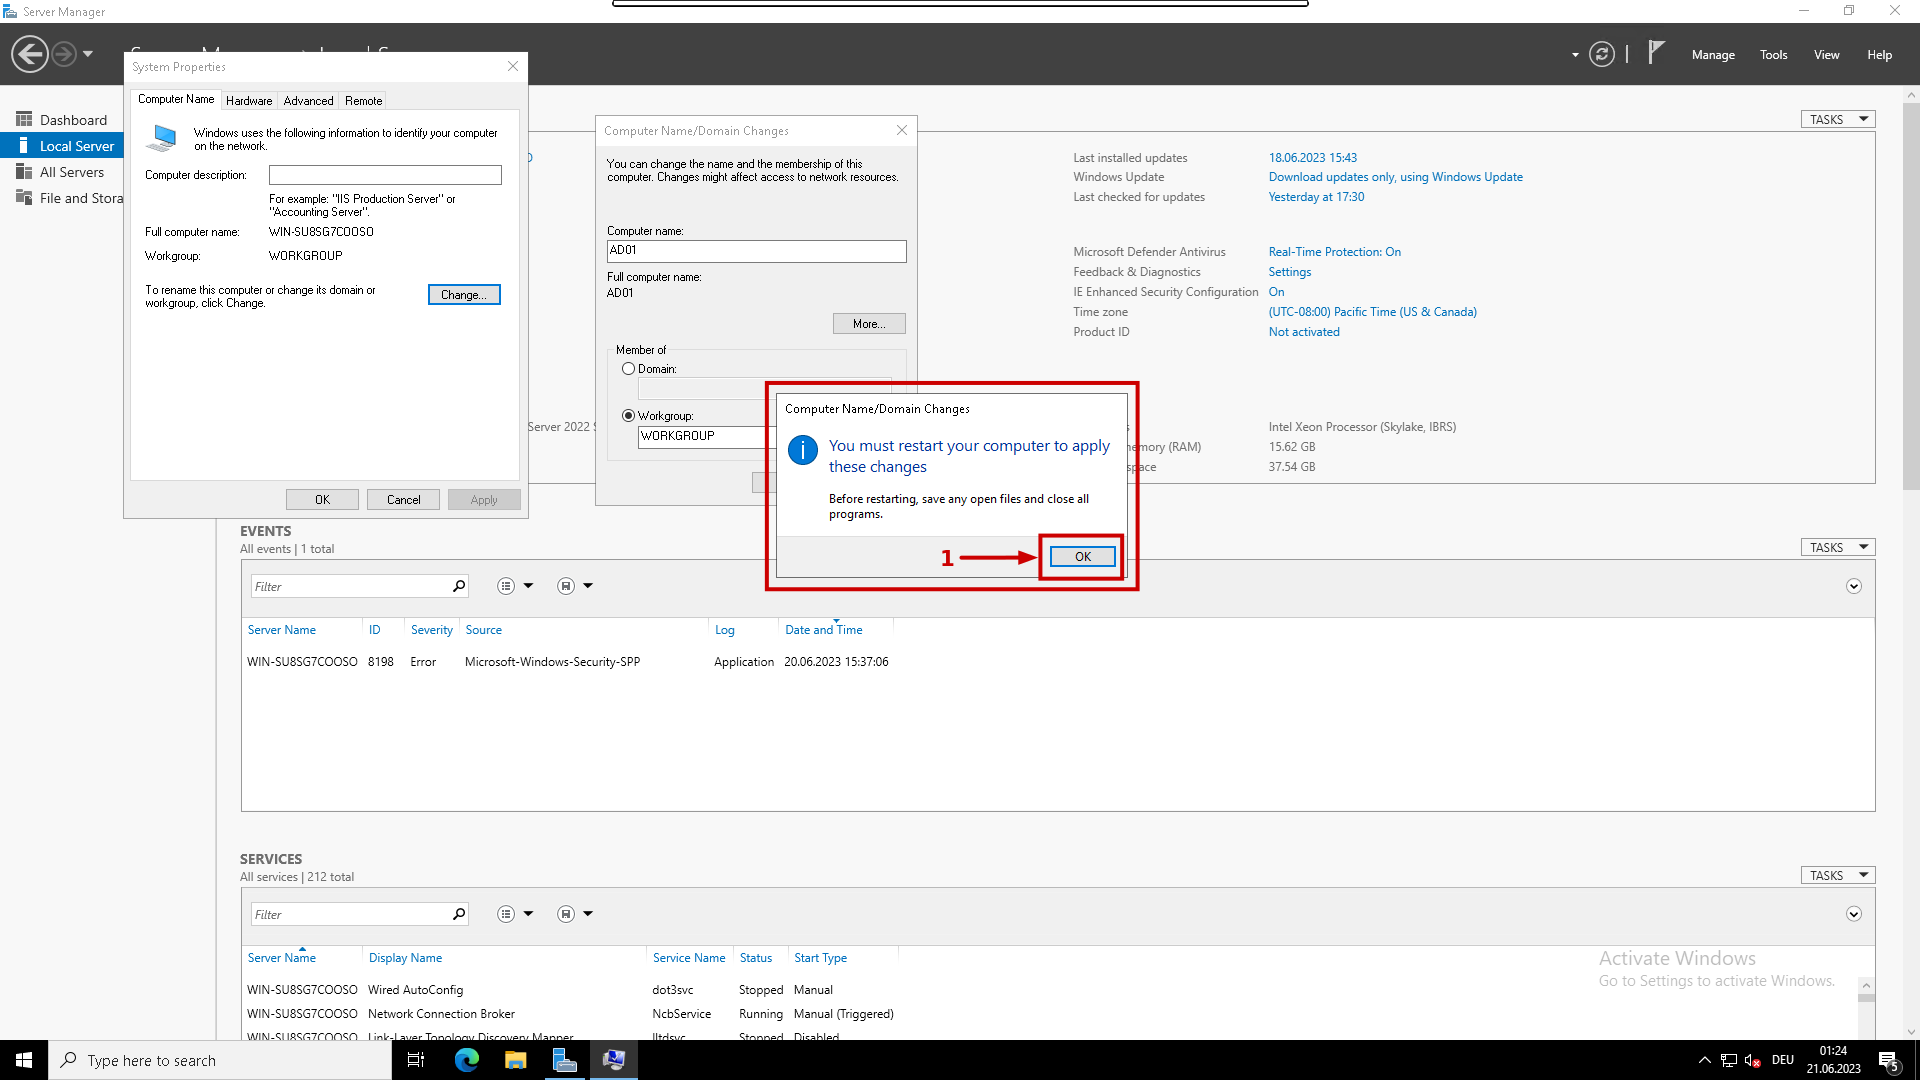 Server Manager
Manage
Tools
View
Help
System Properties
Computer Name
Hardware
Advanced
Remote
Windows uses the following information to identify your computer
on the network.
Computer description:
For example: "IIS Production Server" or
"Accounting Server".
Full computer name:
WIN-SU8SG7COOSO
Workgroup:
WORKGROUP
To rename this computer or change its domain or
workgroup, click Change.
Change...
OK
Cancel
Apply
Dashboard
Local Server
All Servers
File and Stora
Computer Name/Domain Changes
You can change the name and the membership of this
computer. Changes might affect access to network resources.
Computer name:
AD01
Full computer name:
AD01
More...
Member of
Domain:
Workgroup:
WORKGROUP
Computer Name/Domain Changes
You must restart your computer to apply
these changes
Before restarting, save any open files and close all
programs.
1
OK
TASKS
Last installed updates
18.06.2023 15:43
Windows Update
Download updates only, using Windows Update
Last checked for updates
Yesterday at 17:30
Microsoft Defender Antivirus
Real-Time Protection: On
Feedback & Diagnostics
Settings
IE Enhanced Security Configuration
On
Time zone
(UTC-08:00) Pacific Time (US & Canada)
Product ID
Not activated
Server 2022
Intel Xeon Processor (Skylake, IBRS)
emory (RAM)
15.62 GB
space
37.54 GB
EVENTS
All events | 1 total
TASKS
Filter
Server Name
ID
Severity
Source
Log
Date and Time
WIN-SU8SG7COOSO
8198
Error
Microsoft-Windows-Security-SPP
Application
20.06.2023 15:37:06
SERVICES
All services | 212 total
TASKS
Filter
Server Name
Display Name
Service Name
Status
Start Type
WIN-SU8SG7COOSO
Wired AutoConfig
dot3svc
Stopped
Manual
WIN-SU8SG7COOSO
Network Connection Broker
NcbService
Running
Manual (Triggered)
WIN-SU8SG7COOSO
Link-Layer Topology Discovery Mapper
lltdsvc
Stopped
Disabled
Activate Windows
Go to Settings to activate Windows.
Type here to search
DEU
01:24
21.06.2023
5